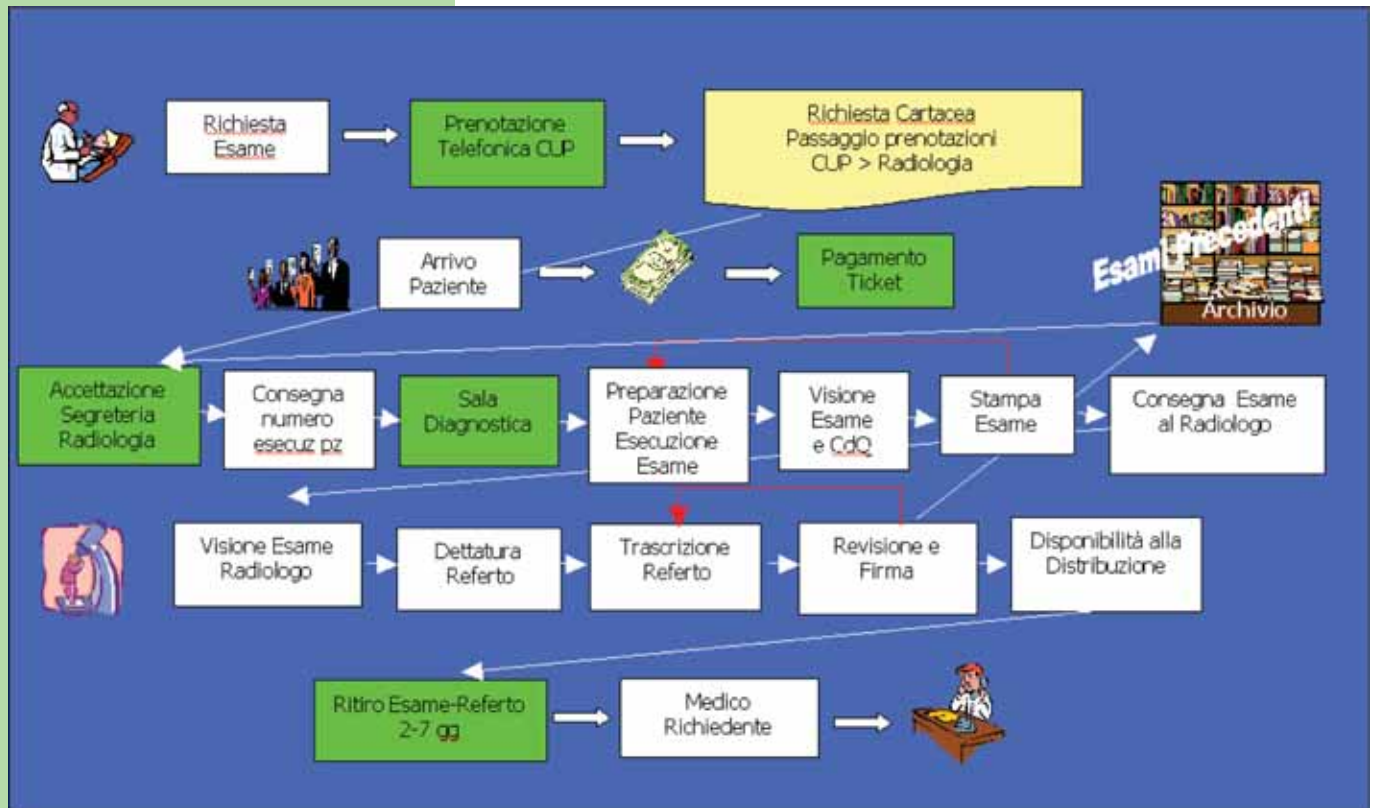 Richiesta
Esame
Prenotazione
Telefonica CUP
Richiesta Cartacea
Passaggio prenotazioni
CUP > Radiologia
Arrivo
Paziente
Pagamento
Ticket
Esami Precedenti
Archivio
Accettazione
Segreteria
Radiologia
Consegna
numero
esecuz pz
Sala
Diagnostica
Preparazione
Paziente
Esecuzione
Esame
Visione
Esame
e CdQ
Stampa
Esame
Consegna Esame
al Radiologo
Visione Esame
Radiologo
Dettatura
Referto
Trascrizione
Referto
Revisione e
Firma
Disponibilità alla
Distribuzione
Ritiro Esame-Referto
2-7 gg
Medico
Richiedente